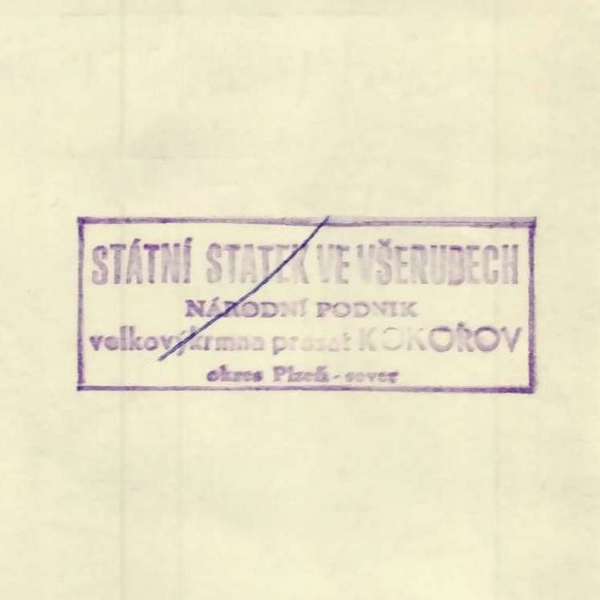 STÁTNÍ STATEK VE VŠERUBECH
NÁRODNÍ PODNIK
velkovýkrmna prasat KOKOŘOV
okres Plzeň - sever